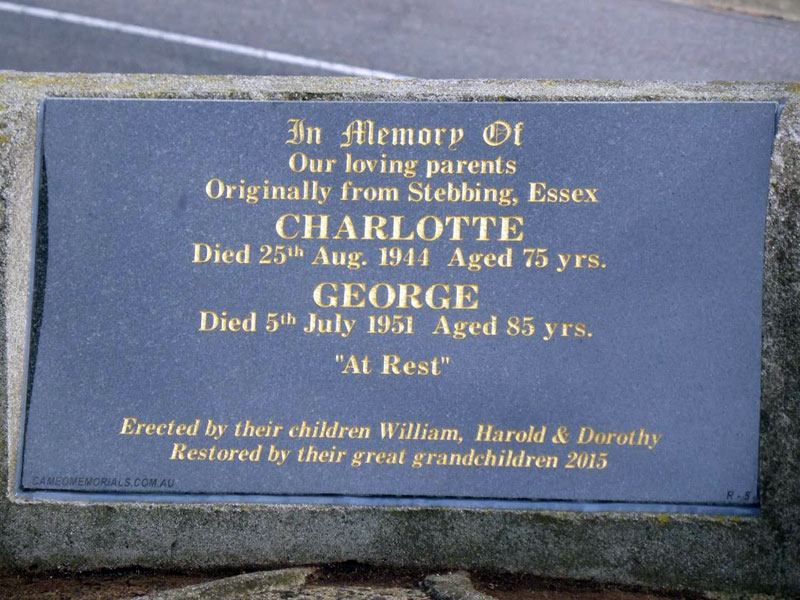 In Memory Of
Our loving parents
Originally from Stebbing, Essex
CHARLOTTE
Died 25th Aug. 1944 Aged 75 yrs.
GEORGE
Died 5th July 1951 Aged 85 yrs.
"At Rest"
Erected by their children William, Harold & Dorothy
Restored by their great grandchildren 2015
CAMEOMEMORIALS.COM.AU
R - 5